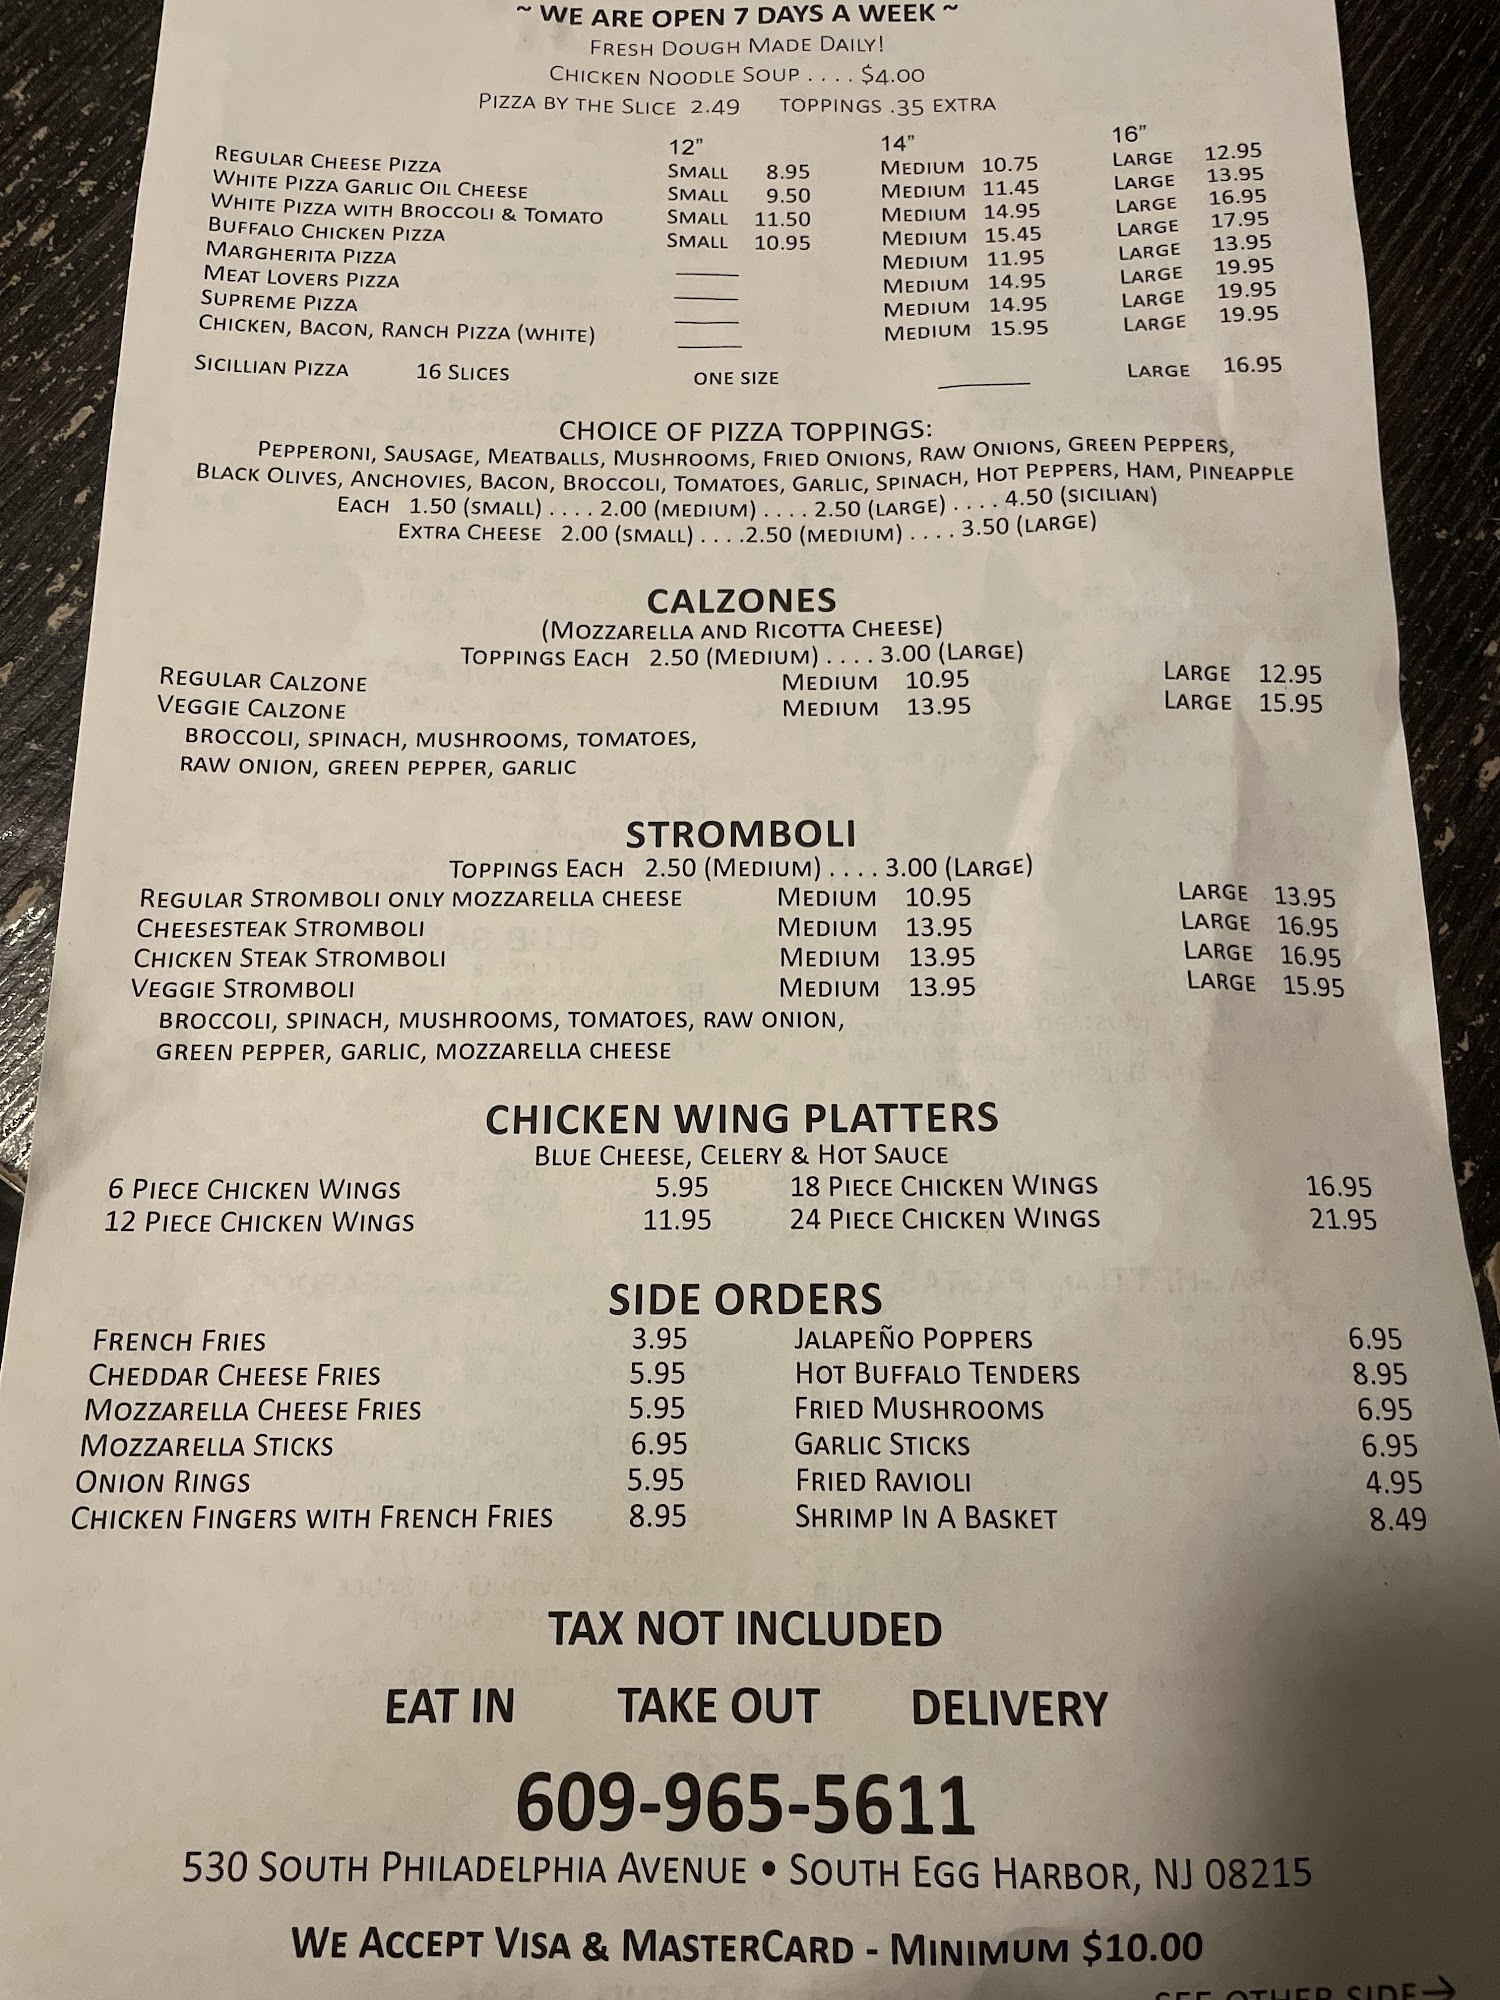 ~ We are open 7 days a week ~
Fresh Dough Made Daily!
Chicken Noodle Soup . . . . $4.00
Pizza by the Slice 2.49 toppings .35 extra
12” 14” 16”
Regular Cheese Pizza Small 8.95 Medium 10.75 Large 12.95
White Pizza Garlic Oil Cheese Small 9.50 Medium 11.45 Large 13.95
White Pizza with Broccoli & Tomato Small 11.50 Medium 14.95 Large 16.95
Buffalo Chicken Pizza Small 10.95 Medium 15.45 Large 17.95
Margherita Pizza Medium 11.95 Large 13.95
Meat Lovers Pizza Medium 14.95 Large 19.95
Supreme Pizza Medium 14.95 Large 19.95
Chicken, Bacon, Ranch Pizza (white) Medium 15.95 Large 19.95
Sicillian Pizza 16 Slices one size Large 16.95
CHOICE OF PIZZA TOPPINGS:
Pepperoni, Sausage, Meatballs, Mushrooms, Fried Onions, Raw Onions, Green Peppers,
Black Olives, Anchovies, Bacon, Broccoli, Tomatoes, Garlic, Spinach, Hot Peppers, Ham, Pineapple
Each 1.50 (small) . . . . 2.00 (medium) . . . . 2.50 (large) . . . . 4.50 (sicilian)
Extra Cheese 2.00 (small) . . . .2.50 (medium) . . . . 3.50 (large)
CALZONES
(Mozzarella and Ricotta Cheese)
Toppings Each 2.50 (Medium) . . . . 3.00 (Large)
Regular Calzone Medium 10.95 Large 12.95
Veggie Calzone Medium 13.95 Large 15.95
broccoli, spinach, mushrooms, tomatoes,
raw onion, green pepper, garlic
STROMBOLI
Toppings Each 2.50 (Medium) . . . . 3.00 (Large)
Regular Stromboli only mozzarella cheese Medium 10.95 Large 13.95
Cheesesteak Stromboli Medium 13.95 Large 16.95
Chicken Steak Stromboli Medium 13.95 Large 16.95
Veggie Stromboli Medium 13.95 Large 15.95
broccoli, spinach, mushrooms, tomatoes, raw onion,
green pepper, garlic, mozzarella cheese
CHICKEN WING PLATTERS
Blue Cheese, Celery & Hot Sauce
6 Piece Chicken Wings 5.95 18 Piece Chicken Wings 16.95
12 Piece Chicken Wings 11.95 24 Piece Chicken Wings 21.95
SIDE ORDERS
French Fries 3.95 Jalapeño Poppers 6.95
Cheddar Cheese Fries 5.95 Hot Buffalo Tenders 8.95
Mozzarella Cheese Fries 5.95 Fried Mushrooms 6.95
Mozzarella Sticks 6.95 Garlic Sticks 6.95
Onion Rings 5.95 Fried Ravioli 4.95
Chicken Fingers with French Fries 8.95 Shrimp In A Basket 8.49
TAX NOT INCLUDED
EAT IN TAKE OUT DELIVERY
609-965-5611
530 South Philadelphia Avenue • South Egg Harbor, NJ 08215
We Accept Visa & MasterCard - Minimum $10.00
SEE OTHER SIDE→